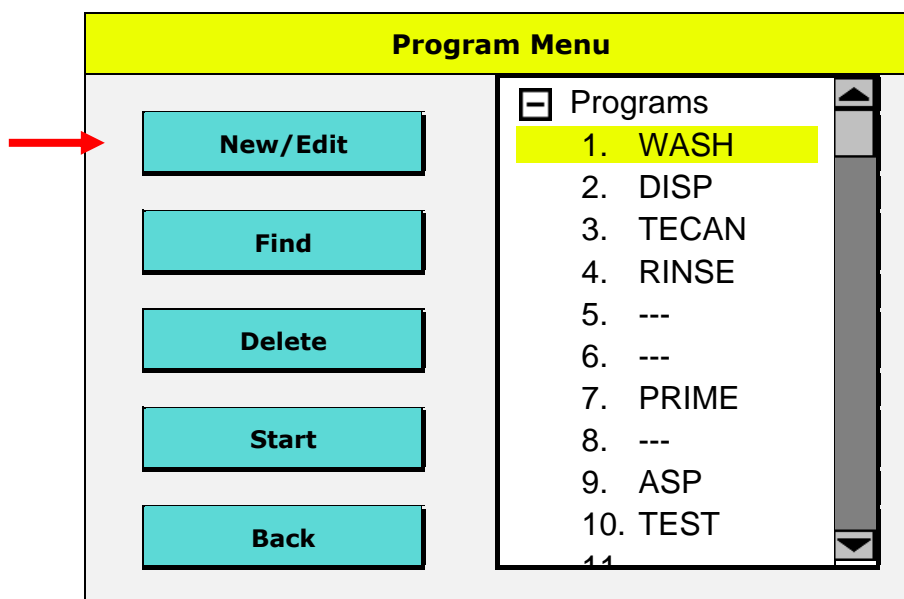 Program Menu
New/Edit
Find
Delete
Start
Back
Programs
1. WASH
2. DISP
3. TECAN
4. RINSE
5. ---
6. ---
7. PRIME
8. ---
9. ASP
10. TEST
11